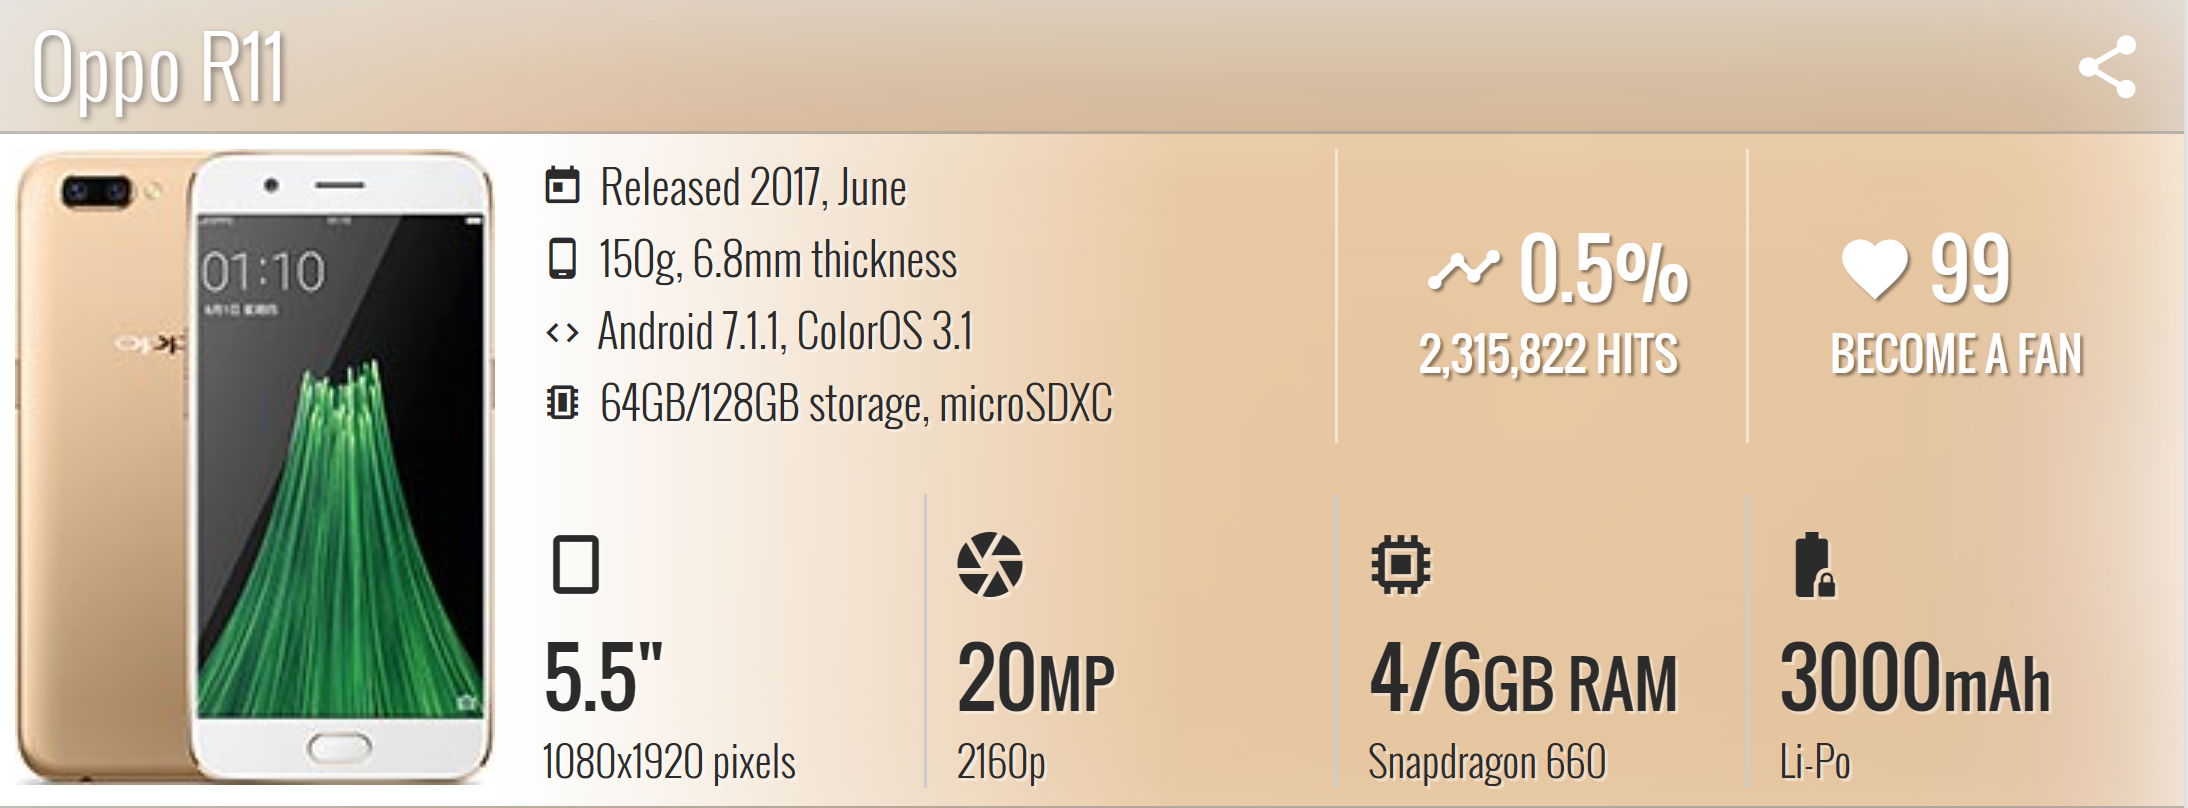 Oppo R11
Released 2017, June
150g, 6.8mm thickness
Android 7.1.1, ColorOS 3.1
64GB/128GB storage, microSDXC
0.5%
2,315,822 HITS
99
BECOME A FAN
01:10
5.5"
1080x1920 pixels
20MP
2160p
4/6GB RAM
Snapdragon 660
3000mAh
Li-Po